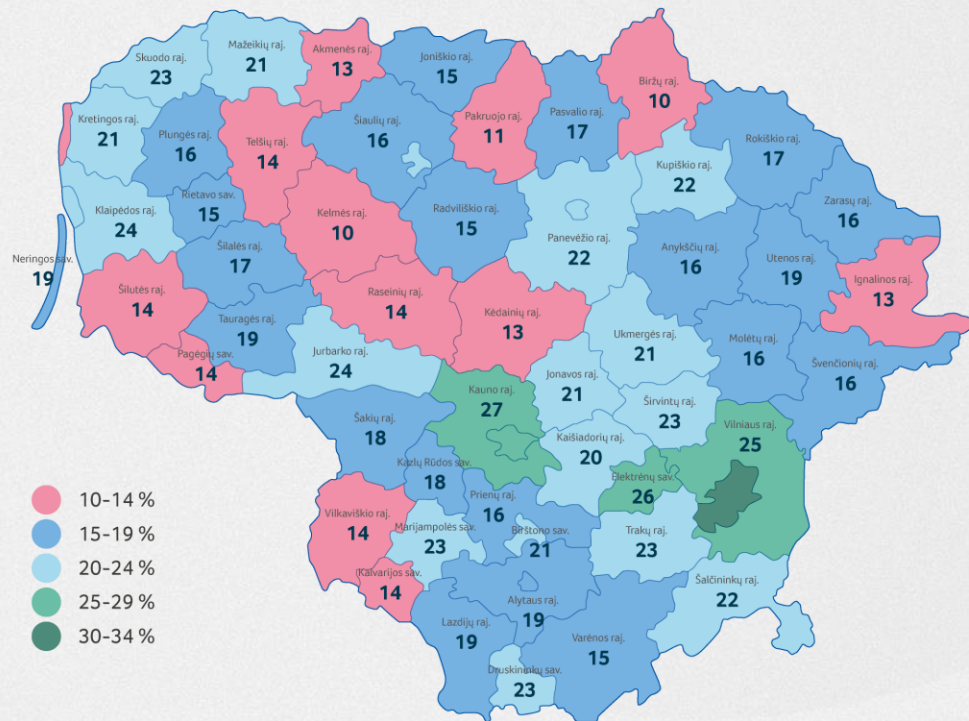 Skuodo raj.
23
Mažeikių raj.
21
Akmenės raj.
13
Joniškio raj.
15
Pakruojo raj.
11
Pasvalio raj.
17
Biržų raj.
10
Kretingos raj.
21
Plungės raj.
16
Telšių raj.
14
Šiaulių raj.
16
Kupiškio raj.
22
Rokiškio raj.
17
Klaipėdos raj.
24
Rietavo sav.
15
Kelmės raj.
10
Radviliškio raj.
15
Panevėžio raj.
22
Anykščių raj.
16
Zarasų raj.
16
Utenos raj.
19
Neringos sav.
19
Šilalės raj.
17
Ignalinos raj.
13
Šilutės raj.
14
Tauragės raj.
19
Raseinių raj.
14
Kėdainių raj.
13
Ukmergės raj.
21
Molėtų raj.
16
Švenčionių raj.
16
Pagėgių sav.
14
Jurbarko raj.
24
Jonavos raj.
21
Kauno raj.
27
Širvintų raj.
23
Šakių raj.
18
Kaišiadorių raj.
20
Vilniaus raj.
25
Kazlų Rūdos sav.
18
Elektrėnų sav.
26
Prienų raj.
16
Vilkaviškio raj.
14
Marijampolės sav.
23
Birštono sav.
21
Trakų raj.
23
Kalvarijos sav.
14
Šalčininkų raj.
22
Alytaus raj.
19
Lazdijų raj.
19
Varėnos raj.
15
Druskininkų sav.
23
10-14 %
15-19 %
20-24 %
25-29 %
30-34 %